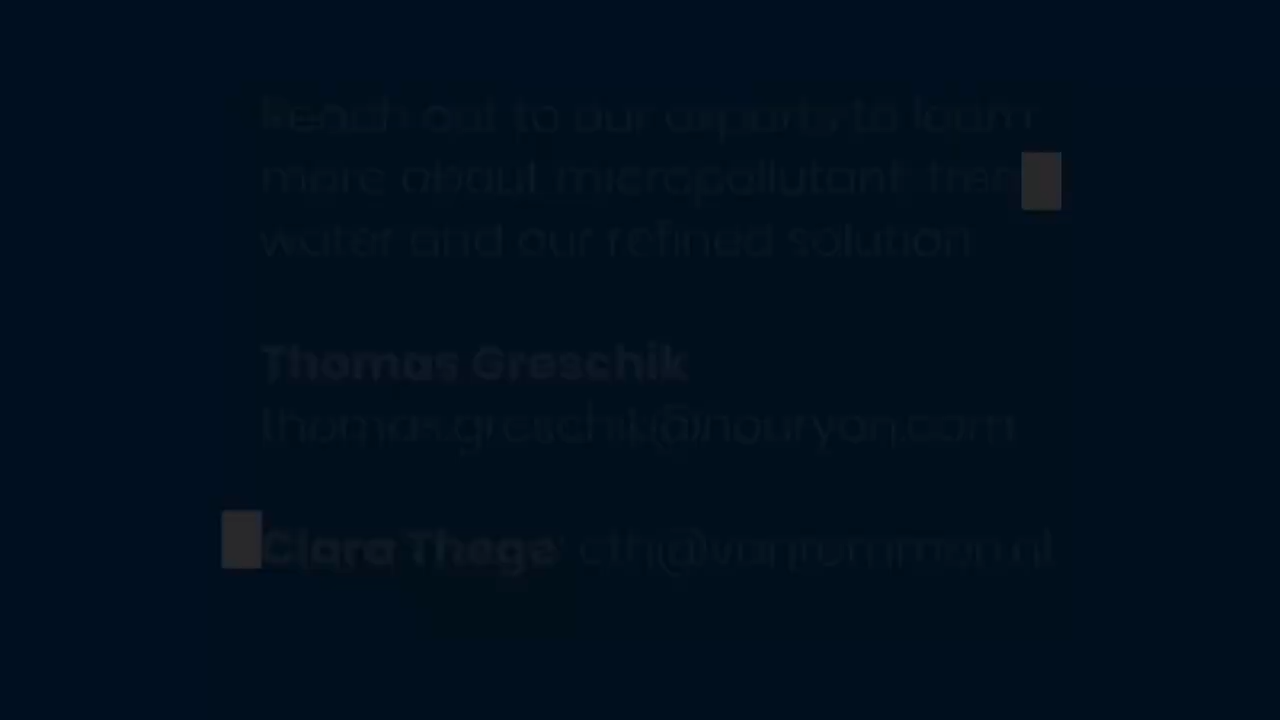 Reach out to our experts to learn
more about micropollutant free
water and our refined solution
Thomas Greschik
thomas.greschik@nouryon.com
Clara Thege cth@vanremmen.nl